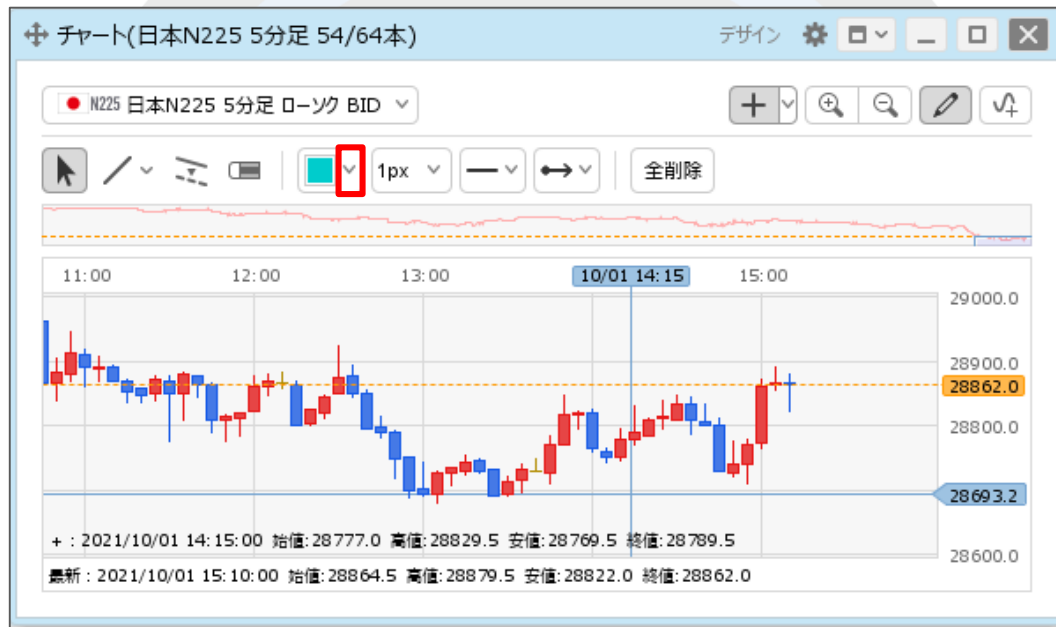 チャート(日本N225 5分足 54/64本) デザイン
N225 日本N225 5分足 ローソク BID
1px 全削除
11:00 12:00 13:00 10/01 14:15 15:00
29000.0
28900.0
28862.0
28800.0
28693.2
+ : 2021/10/01 14:15:00 始値:28777.0 高値:28829.5 安値:28769.5 終値:28789.5
28600.0
最新 : 2021/10/01 15:10:00 始値:28864.5 高値:28879.5 安値:28822.0 終値:28862.0